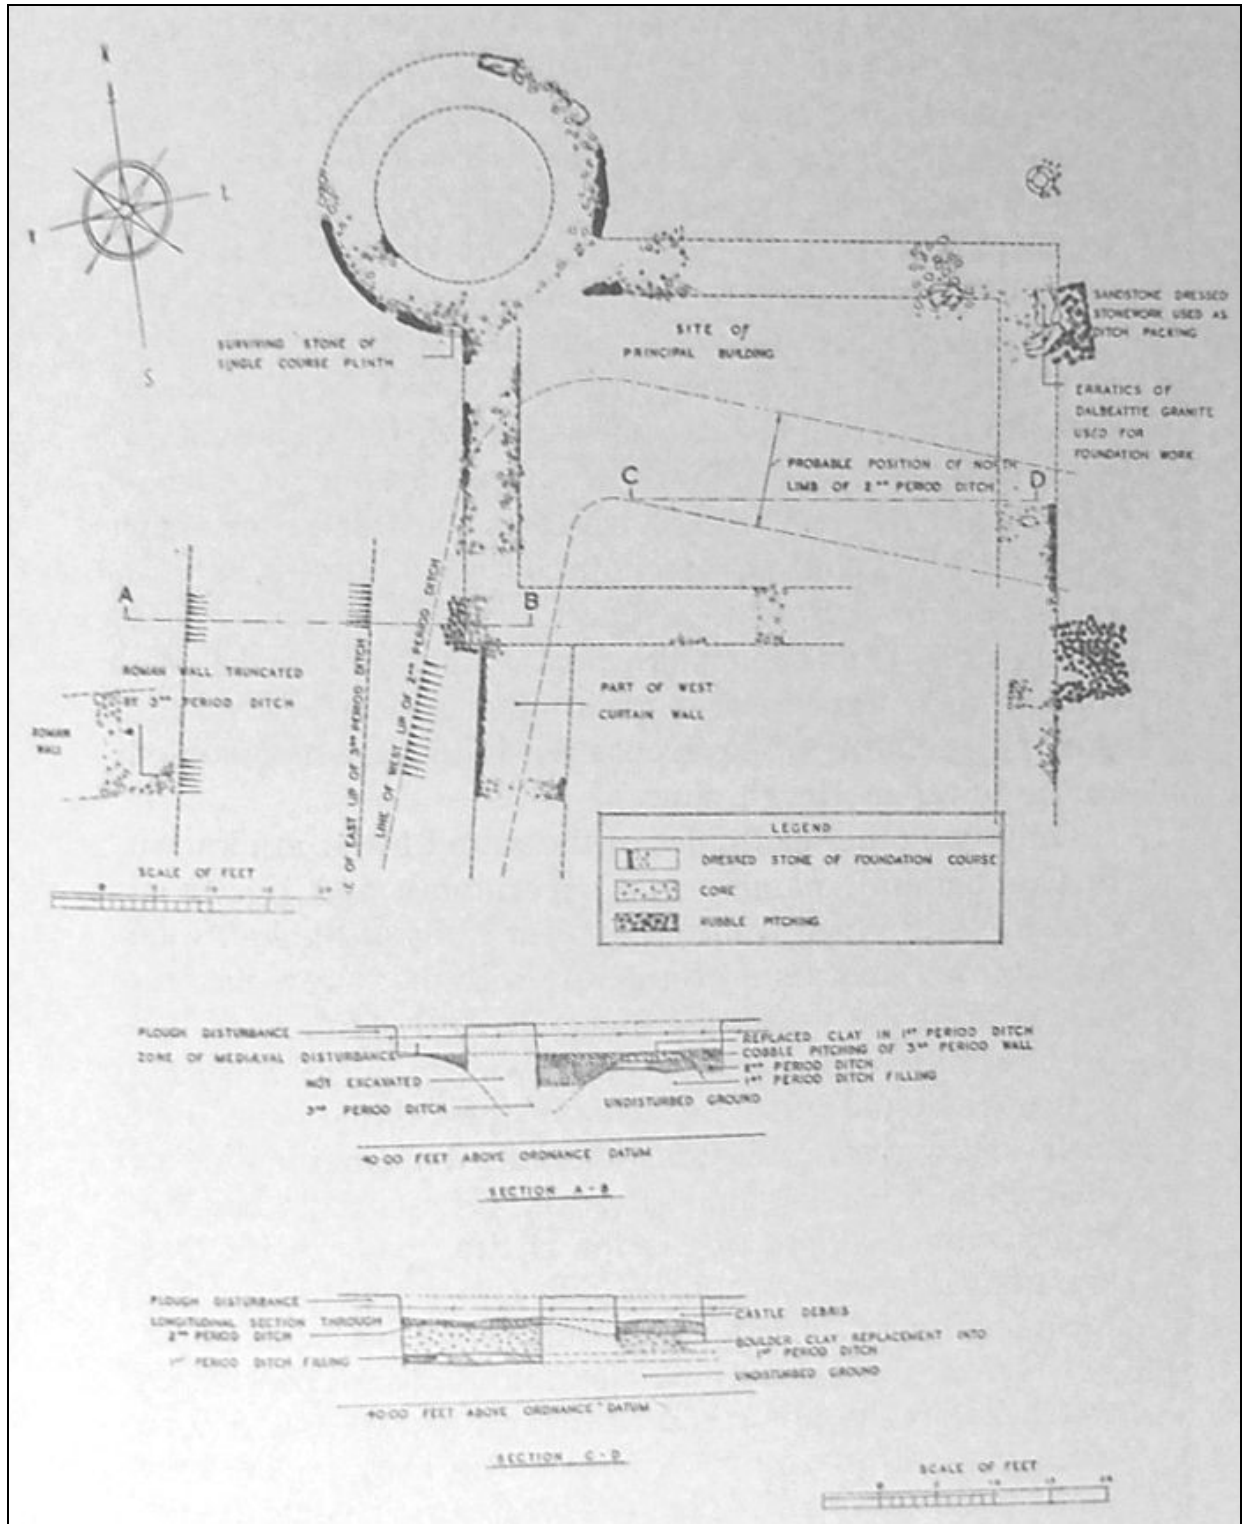 N
S
SURVIVING STONE OF
SINGLE COURSE PLINTH
SITE OF
PRINCIPAL BUILDING
SANDSTONE DRESSED
STONEWORK USED AS
DITCH PACKING
ERRATICS OF
DALBEATTIE GRANITE
USED FOR
FOUNDATION WORK
PROBABLE POSITION OF NORTH
LIMB OF 2ND PERIOD DITCH
C
D
A
B
ROMAN WALL TRUNCATED
BY 3RD PERIOD DITCH
ROMAN
WALL
E OF EAST LIP OF 3RD PERIOD DITCH
LINE OF WEST LIP OF 2ND PERIOD DITCH
PART OF WEST
CURTAIN WALL
SCALE OF FEET
LEGEND
DRESSED STONE OF FOUNDATION COURSE
CORE
RUBBLE PITCHING
PLOUGH DISTURBANCE
ZONE OF MEDIÆVAL DISTURBANCE
NOT EXCAVATED
3RD PERIOD DITCH
REPLACED CLAY IN 1ST PERIOD DITCH
COBBLE PITCHING OF 3RD PERIOD WALL
2ND PERIOD DITCH
1ST PERIOD DITCH FILLING
UNDISTURBED GROUND
40·00 FEET ABOVE ORDNANCE DATUM
SECTION A-B
PLOUGH DISTURBANCE
LONGITUDINAL SECTION THROUGH
2ND PERIOD DITCH
1ST PERIOD DITCH FILLING
CASTLE DEBRIS
BOULDER CLAY REPLACEMENT INTO
1ST PERIOD DITCH
UNDISTURBED GROUND
40·00 FEET ABOVE ORDNANCE DATUM
SECTION C-D
SCALE OF FEET